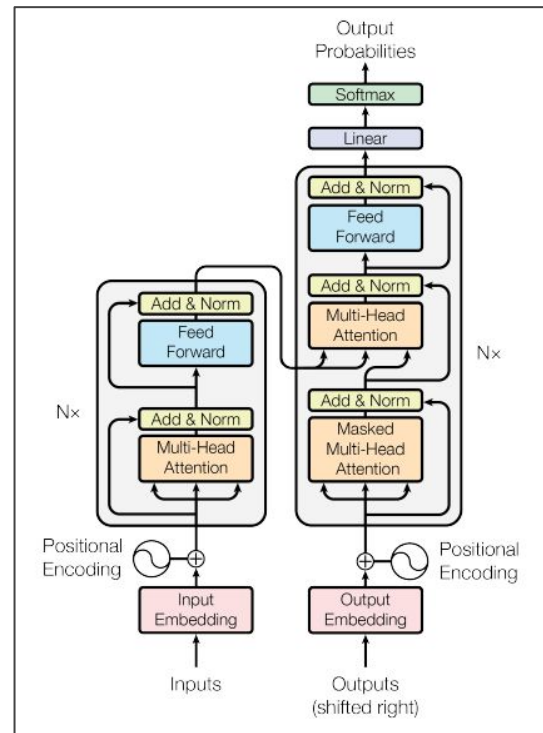 Output
Probabilities
Softmax
Linear
Add & Norm
Feed
Forward
Add & Norm
Multi-Head
Attention
Add & Norm
Masked
Multi-Head
Attention
Nx
Positional
Encoding
Output
Embedding
Outputs
(shifted right)
Add & Norm
Feed
Forward
Add & Norm
Multi-Head
Attention
Nx
Positional
Encoding
Input
Embedding
Inputs